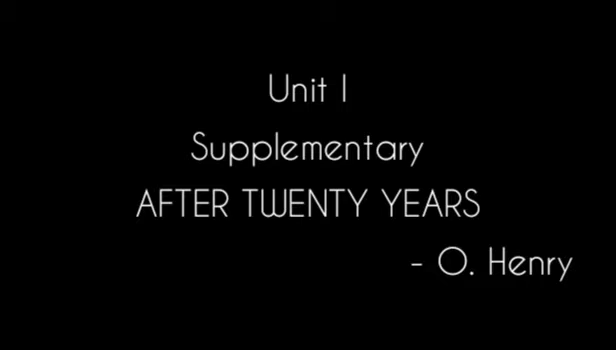 Unit I
Supplementary
AFTER TWENTY YEARS
- O. Henry